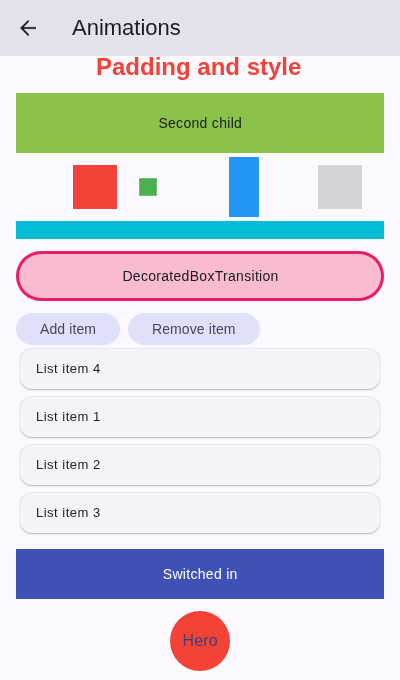 Animations
Padding and style
Second child
DecoratedBoxTransition
Add item Remove item
List item 4
List item 1
List item 2
List item 3
Switched in
Hero